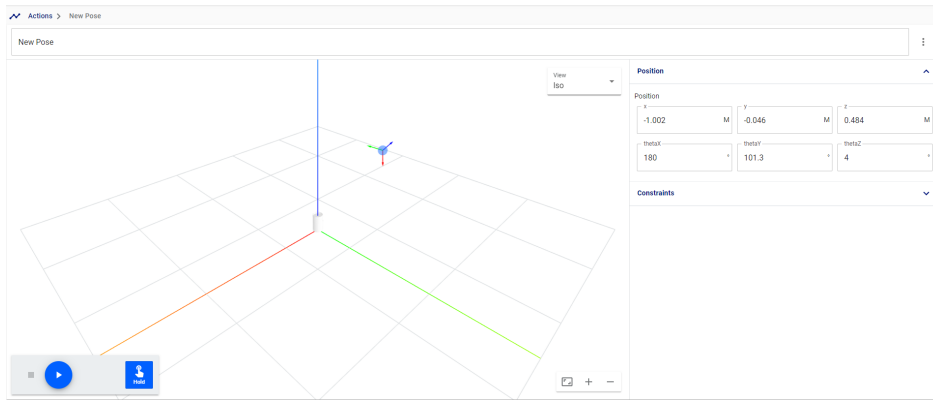 Actions > New Pose
New Pose
View
Iso
Position
Position
x
-1.002 M
y
-0.046 M
z
0.484 M
thetaX
180 °
thetaY
101.3 °
thetaZ
4 °
Constraints
Hold